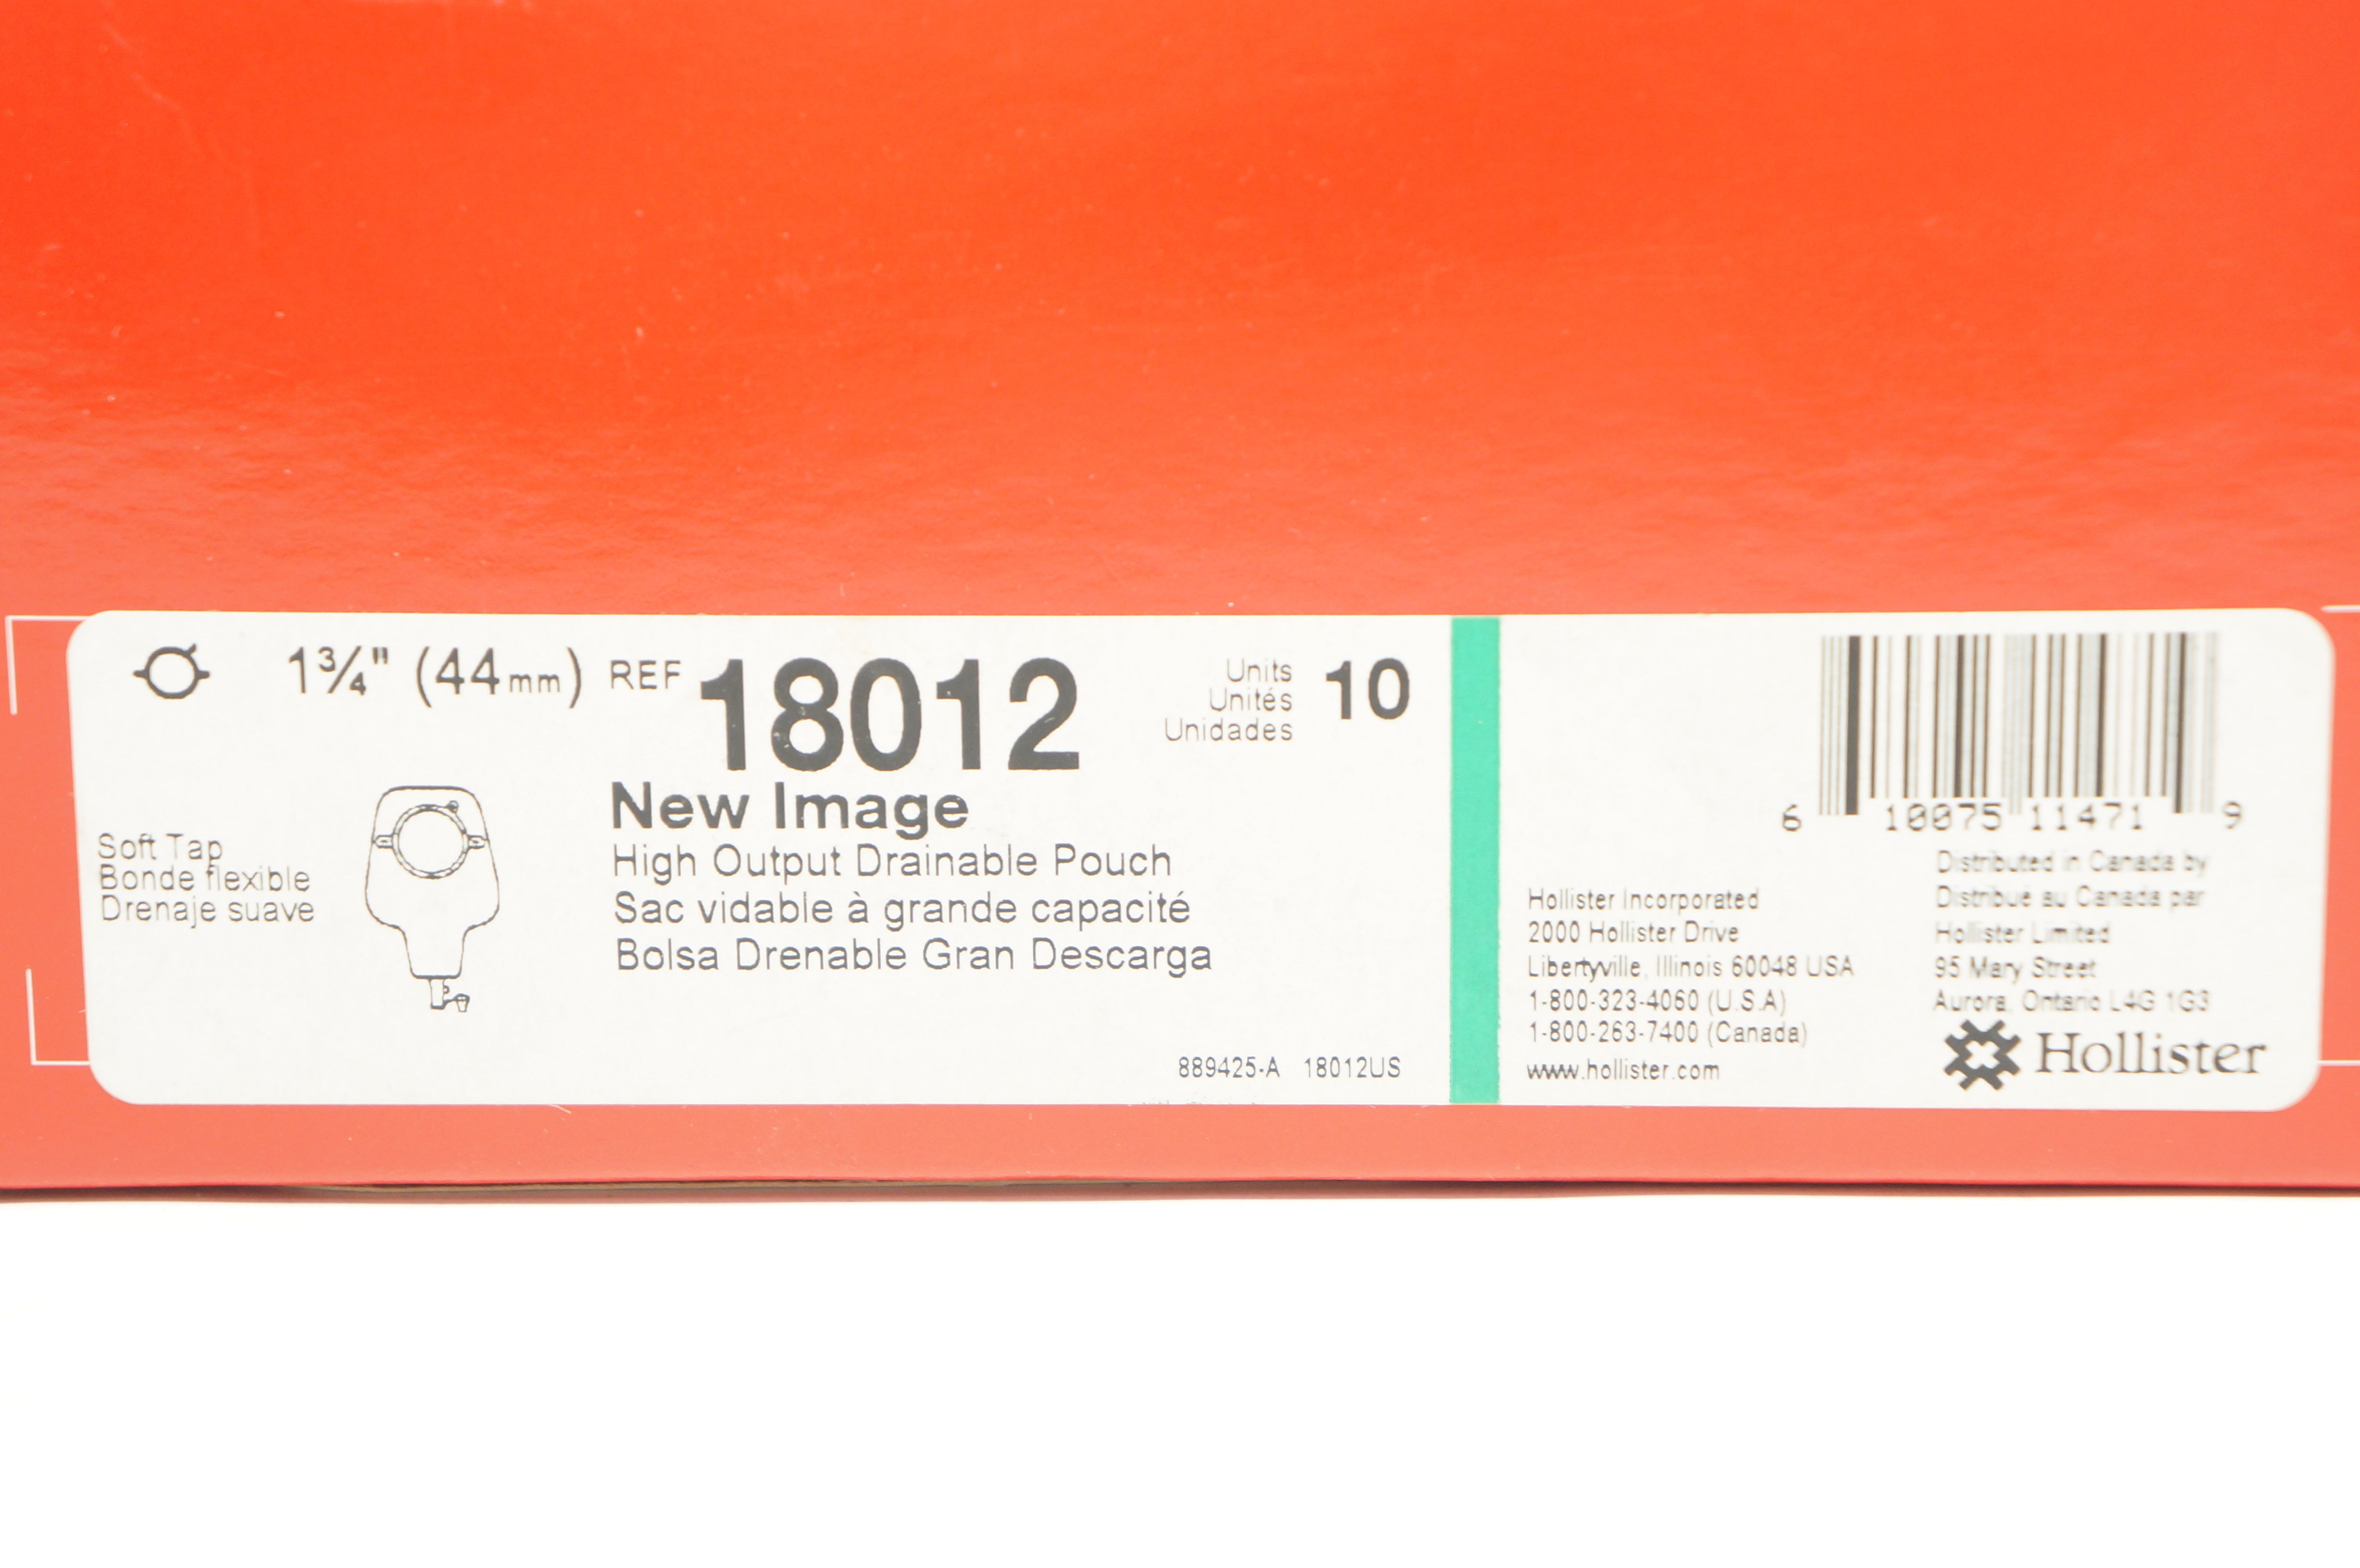 1¾" (44mm) REF 18012
Units
Unités
Unidades
10
New Image
High Output Drainable Pouch
Sac vidable à grande capacité
Bolsa Drenable Gran Descarga
Soft Tap
Bonde flexible
Drenaje suave
889425-A 18012US
6 10075 11471 9
Hollister Incorporated
2000 Hollister Drive
Libertyville, Illinois 60048 USA
1-800-323-4060 (U.S.A)
1-800-263-7400 (Canada)
www.hollister.com
Distributed in Canada by
Distribué au Canada par
Hollister Limited
95 Mary Street
Aurora, Ontario L4G 1G3
Hollister